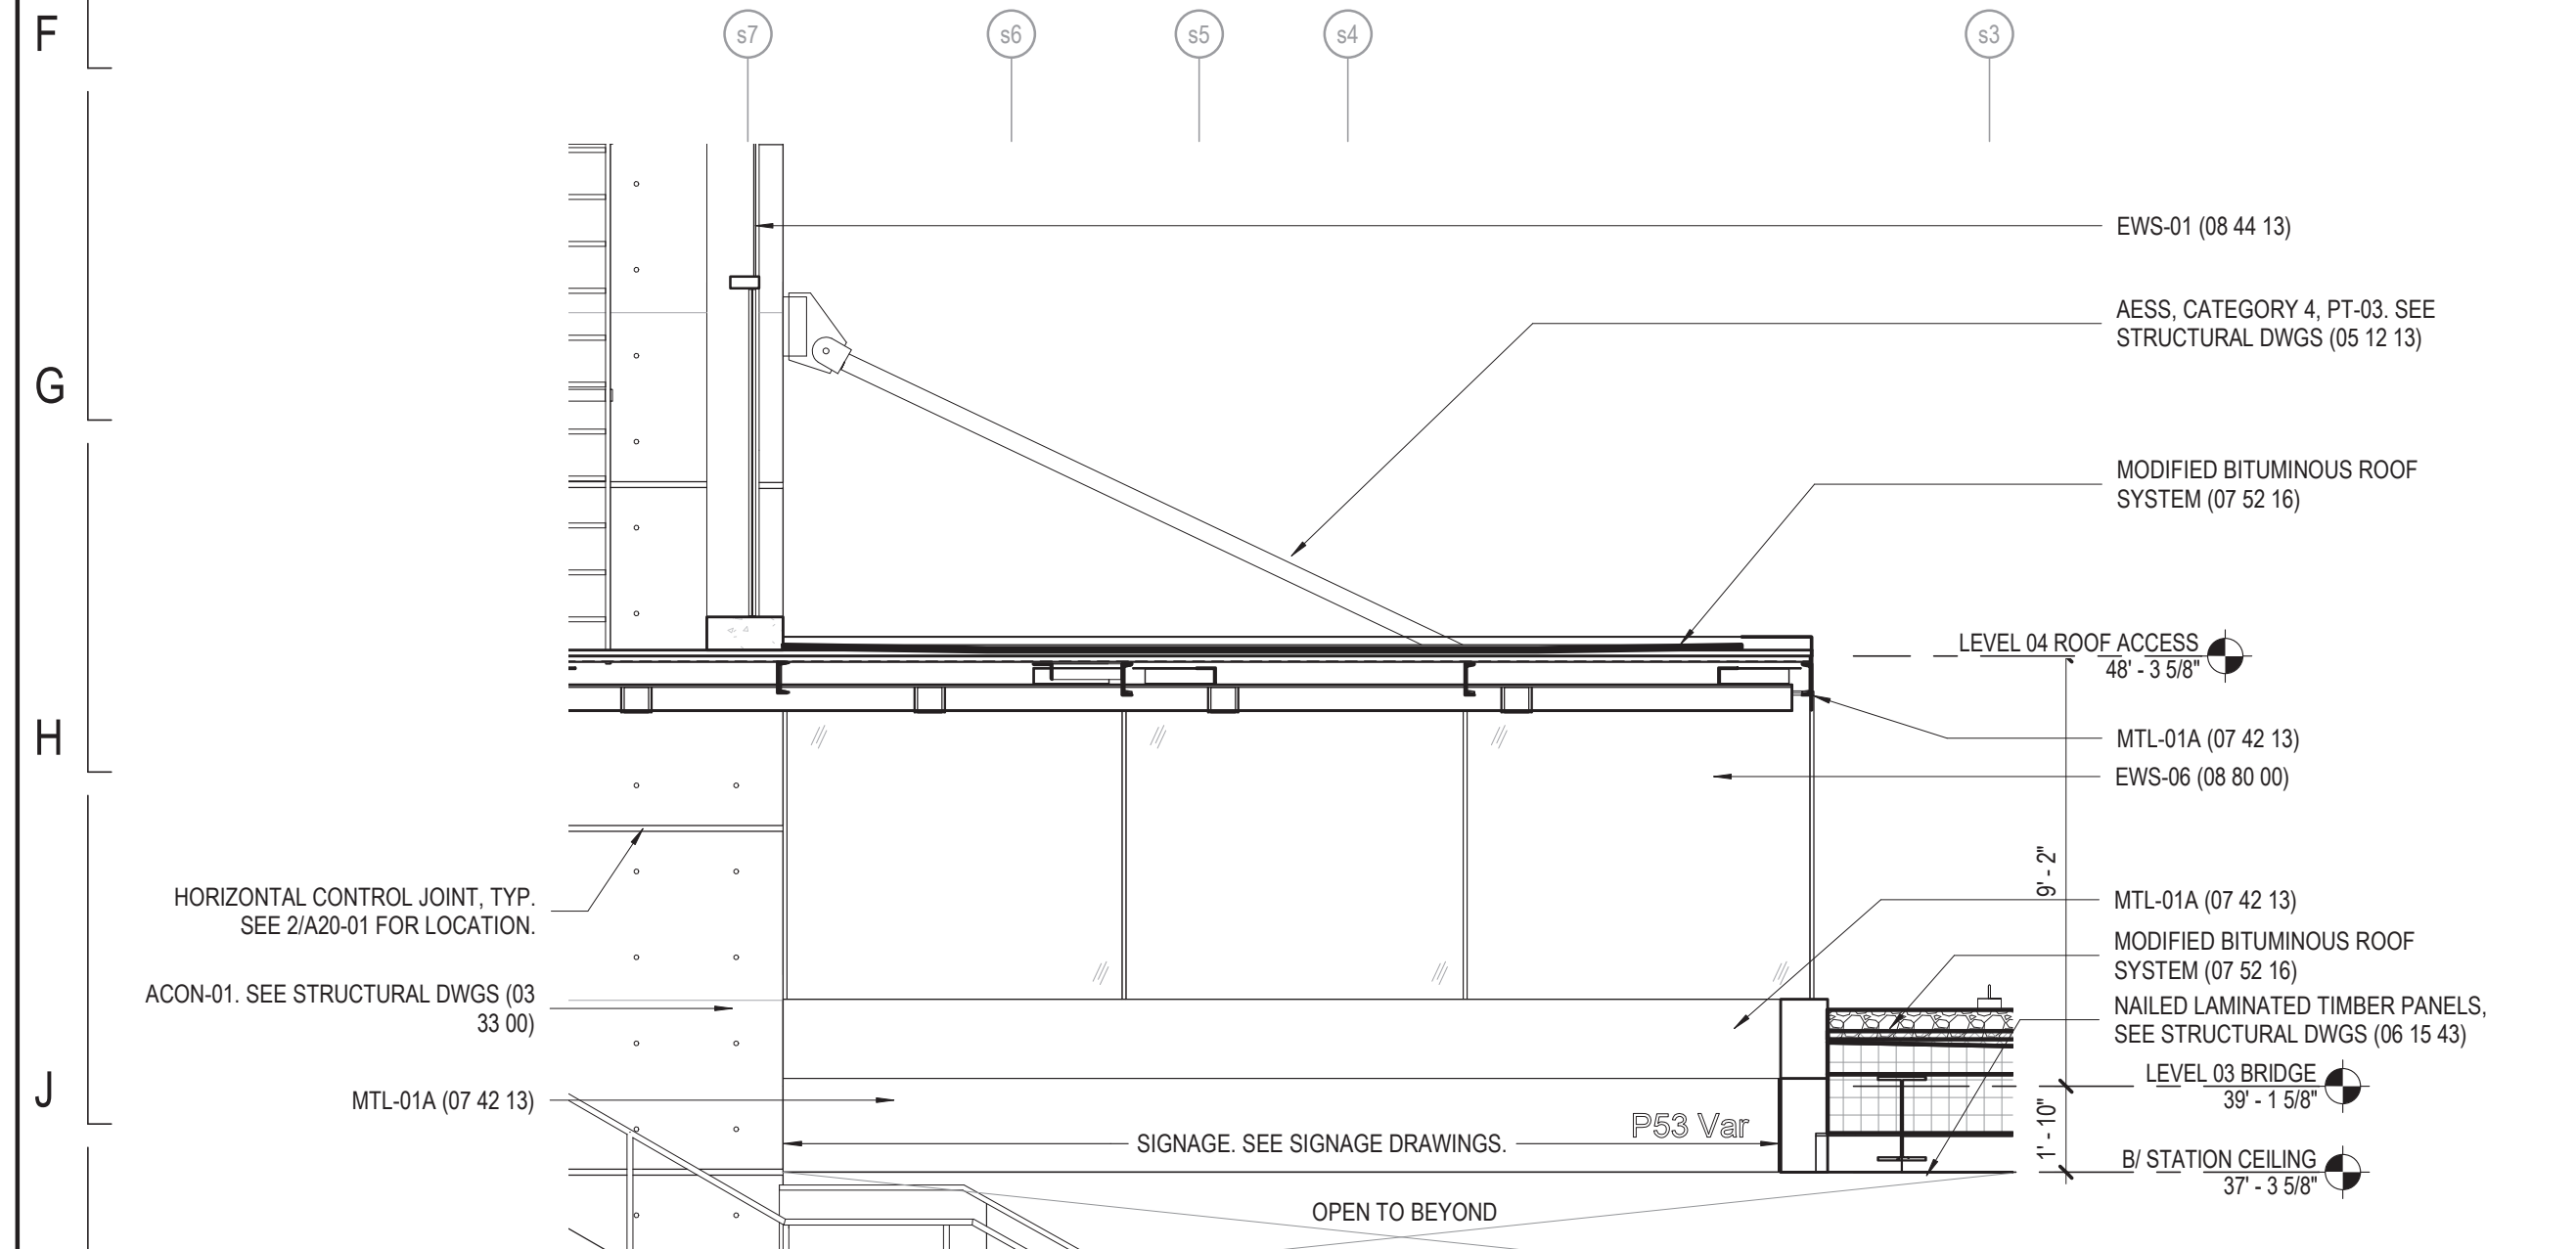 F
s7
s6
s5
s4
s3
EWS-01 (08 44 13)
AESS, CATEGORY 4, PT-03. SEE
STRUCTURAL DWGS (05 12 13)
G
MODIFIED BITUMINOUS ROOF
SYSTEM (07 52 16)
LEVEL 04 ROOF ACCESS
48' - 3 5/8"
H
MTL-01A (07 42 13)
EWS-06 (08 80 00)
9' - 2"
HORIZONTAL CONTROL JOINT, TYP.
SEE 2/A20-01 FOR LOCATION.
MTL-01A (07 42 13)
MODIFIED BITUMINOUS ROOF
SYSTEM (07 52 16)
ACON-01. SEE STRUCTURAL DWGS (03
33 00)
NAILED LAMINATED TIMBER PANELS,
SEE STRUCTURAL DWGS (06 15 43)
J
MTL-01A (07 42 13)
LEVEL 03 BRIDGE
39' - 1 5/8"
P53 Var
SIGNAGE. SEE SIGNAGE DRAWINGS.
1' - 10"
B/ STATION CEILING
37' - 3 5/8"
OPEN TO BEYOND